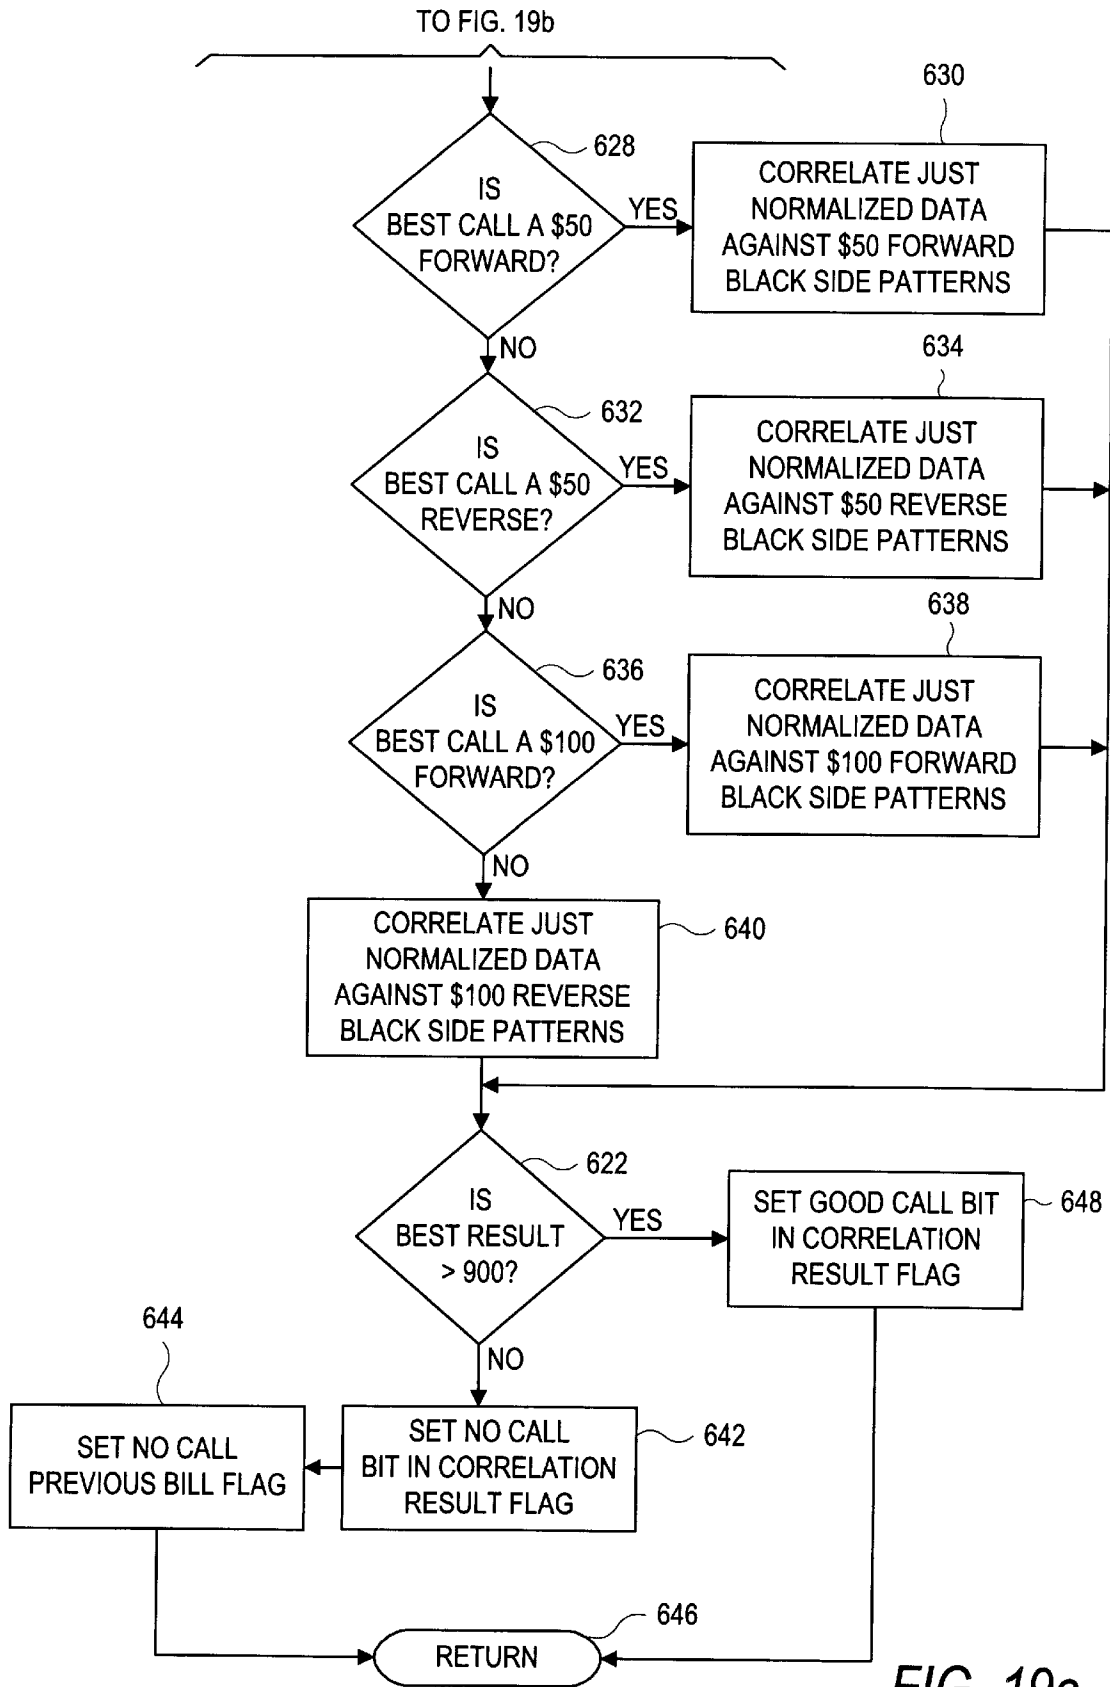 TO FIG. 19b
628
IS
BEST CALL A $50
FORWARD?
YES
630
CORRELATE JUST
NORMALIZED DATA
AGAINST $50 FORWARD
BLACK SIDE PATTERNS
NO
632
IS
BEST CALL A $50
REVERSE?
YES
634
CORRELATE JUST
NORMALIZED DATA
AGAINST $50 REVERSE
BLACK SIDE PATTERNS
NO
636
IS
BEST CALL A $100
FORWARD?
YES
638
CORRELATE JUST
NORMALIZED DATA
AGAINST $100 FORWARD
BLACK SIDE PATTERNS
NO
CORRELATE JUST
NORMALIZED DATA
AGAINST $100 REVERSE
BLACK SIDE PATTERNS
640
622
IS
BEST RESULT
> 900?
YES
SET GOOD CALL BIT
IN CORRELATION
RESULT FLAG
648
NO
644
SET NO CALL
PREVIOUS BILL FLAG
SET NO CALL
BIT IN CORRELATION
RESULT FLAG
642
646
RETURN